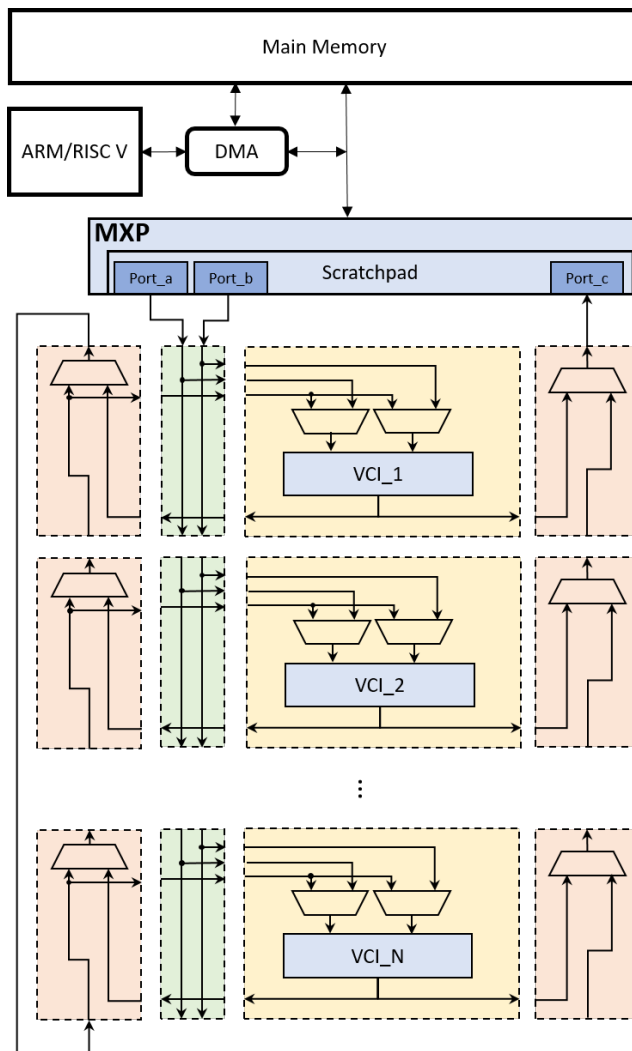 Main Memory
ARM/RISC V
DMA
MXP
Scratchpad
Port_a
Port_b
Port_c
VCI_1
VCI_2
...
VCI_N